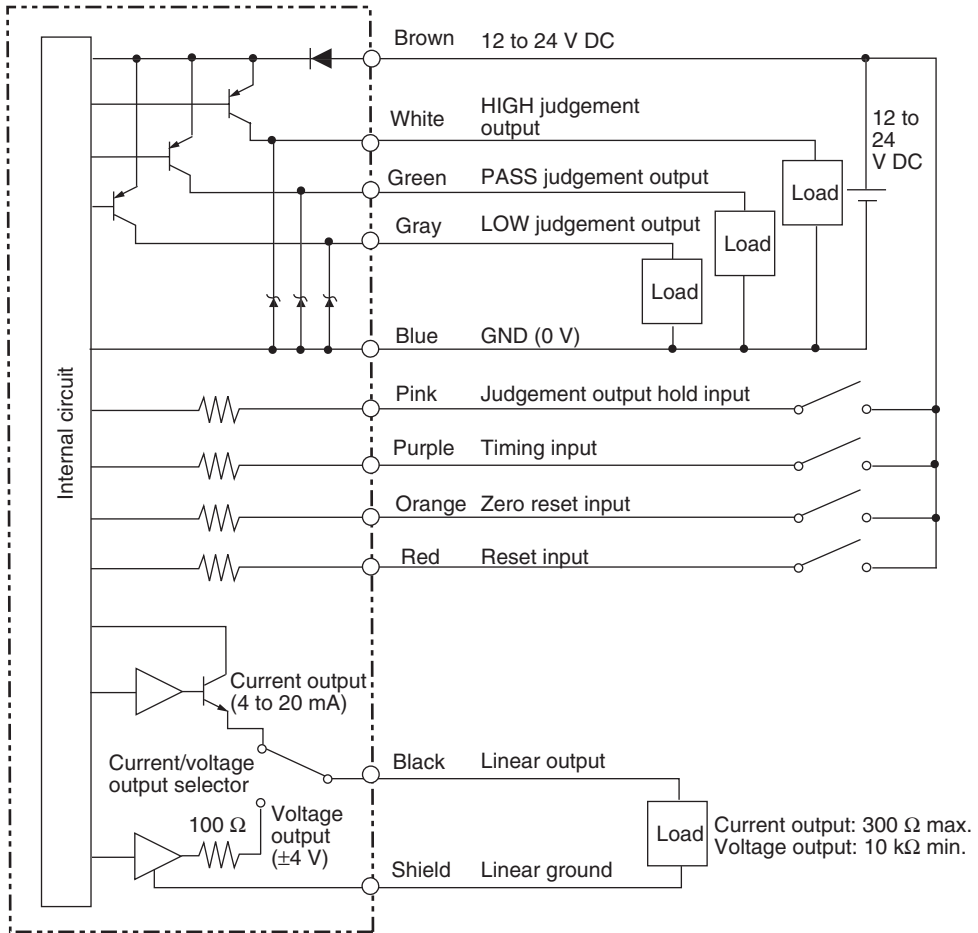 Brown 12 to 24 V DC
White HIGH judgement
output
12 to
24
V DC
Green PASS judgement output
Load
Gray LOW judgement output
Load
Load
Blue GND (0 V)
Internal circuit
Pink Judgement output hold input
Purple Timing input
Orange Zero reset input
Red Reset input
Current output
(4 to 20 mA)
Current/voltage
output selector
Black Linear output
100 Ω
Voltage
output
(±4 V)
Load
Current output: 300 Ω max.
Voltage output: 10 kΩ min.
Shield Linear ground